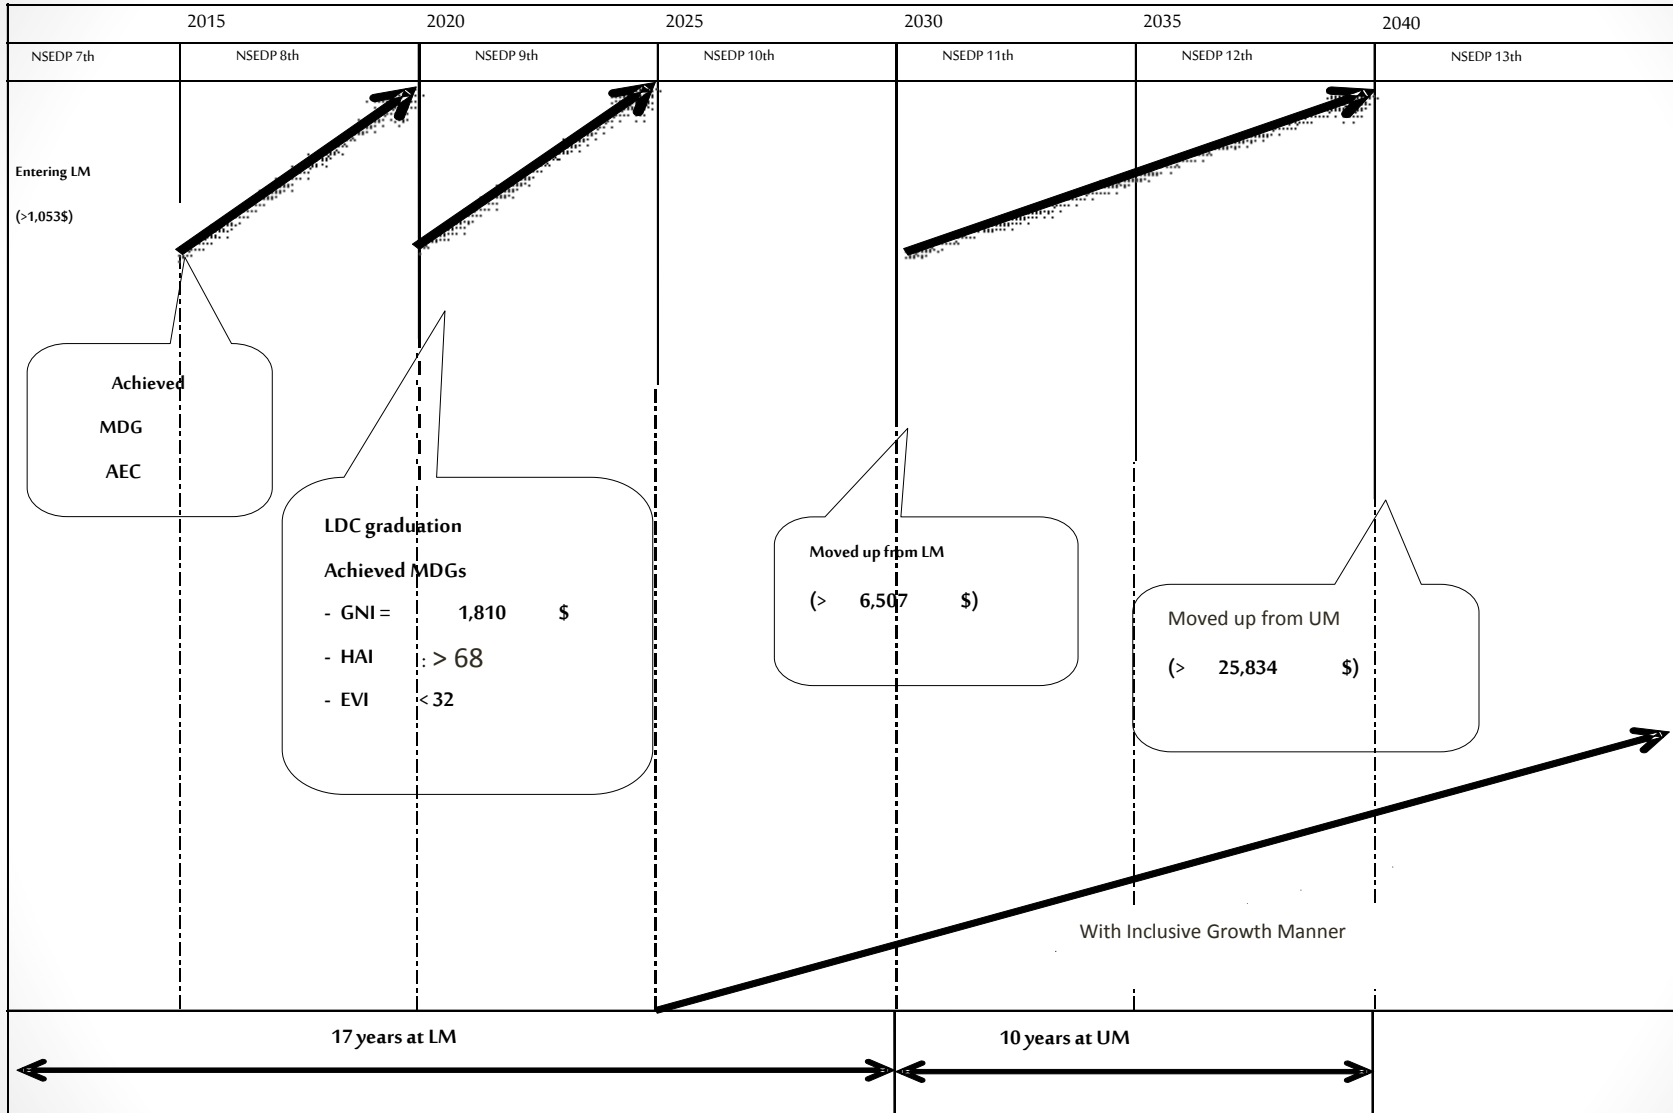 2015 2020 2025 2030 2035 2040
NSEDP 7th NSEDP 8th NSEDP 9th NSEDP 10th NSEDP 11th NSEDP 12th NSEDP 13th
Entering LM
(>1,053$)
Achieved
MDG
AEC
LDC graduation
Achieved MDGs
- GNI = 1,810 $
- HAI : > 68
- EVI < 32
Moved up from LM
(> 6,507 $)
Moved up from UM
(> 25,834 $)
With Inclusive Growth Manner
17 years at LM
10 years at UM